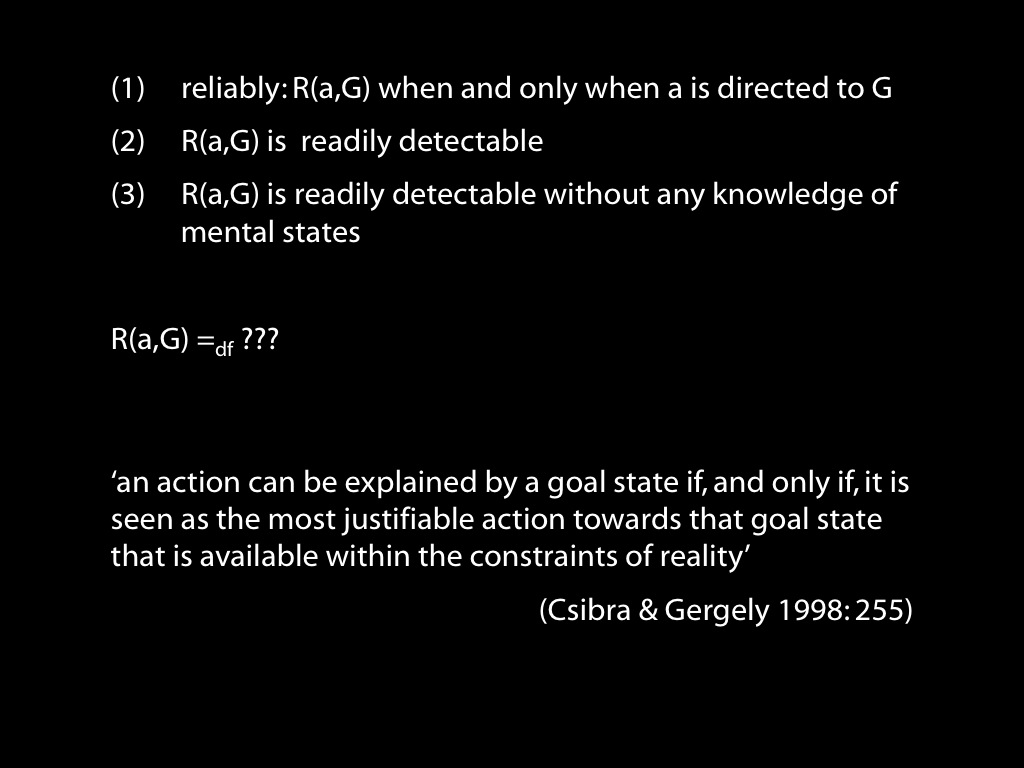 (1) reliably: R(a,G) when and only when a is directed to G
(2) R(a,G) is  readily detectable
(3) R(a,G) is readily detectable without any knowledge of
mental states
R(a,G) =df ???
‘an action can be explained by a goal state if, and only if, it is
seen as the most justifiable action towards that goal state
that is available within the constraints of reality’
(Csibra & Gergely 1998: 255)